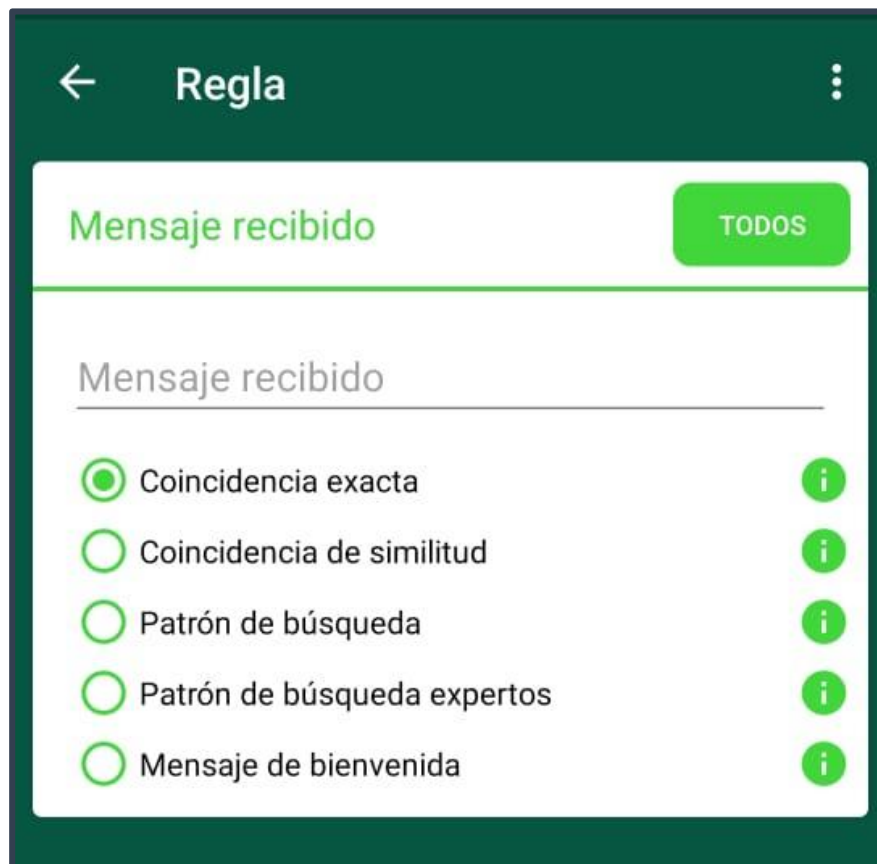 Regla
Mensaje recibido
TODOS
Mensaje recibido
Coincidencia exacta
Coincidencia de similitud
Patrón de búsqueda
Patrón de búsqueda expertos
Mensaje de bienvenida